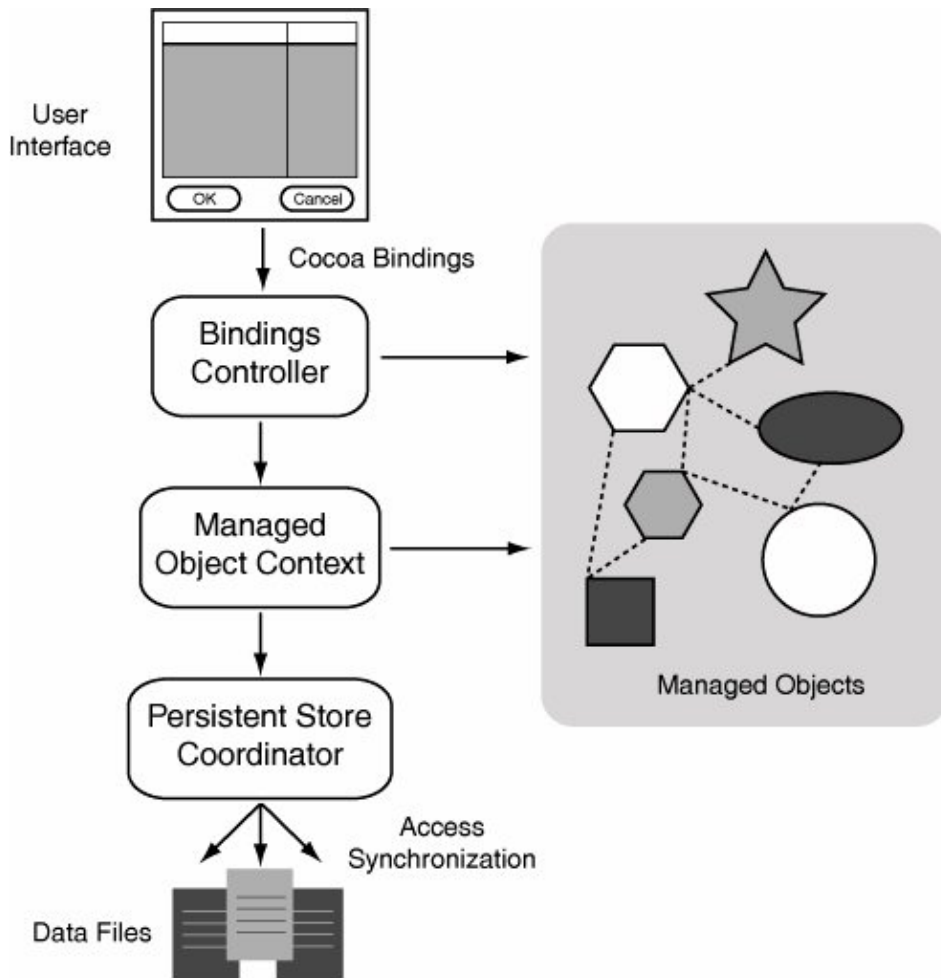 User
Interface
OK
Cancel
Cocoa Bindings
Bindings
Controller
Managed
Object Context
Managed Objects
Persistent Store
Coordinator
Access
Synchronization
Data Files